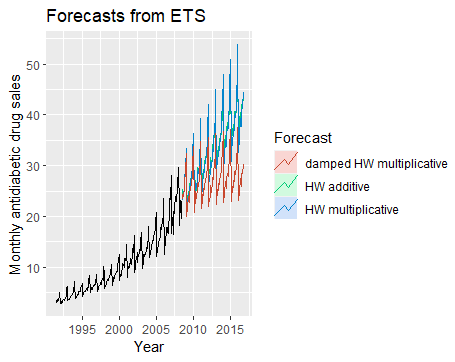 Forecasts from ETS
Monthly antidiabetic drug sales
50
40
30
20
10
1995 2000 2005 2010 2015
Year
Forecast
damped HW multiplicative
HW additive
HW multiplicative